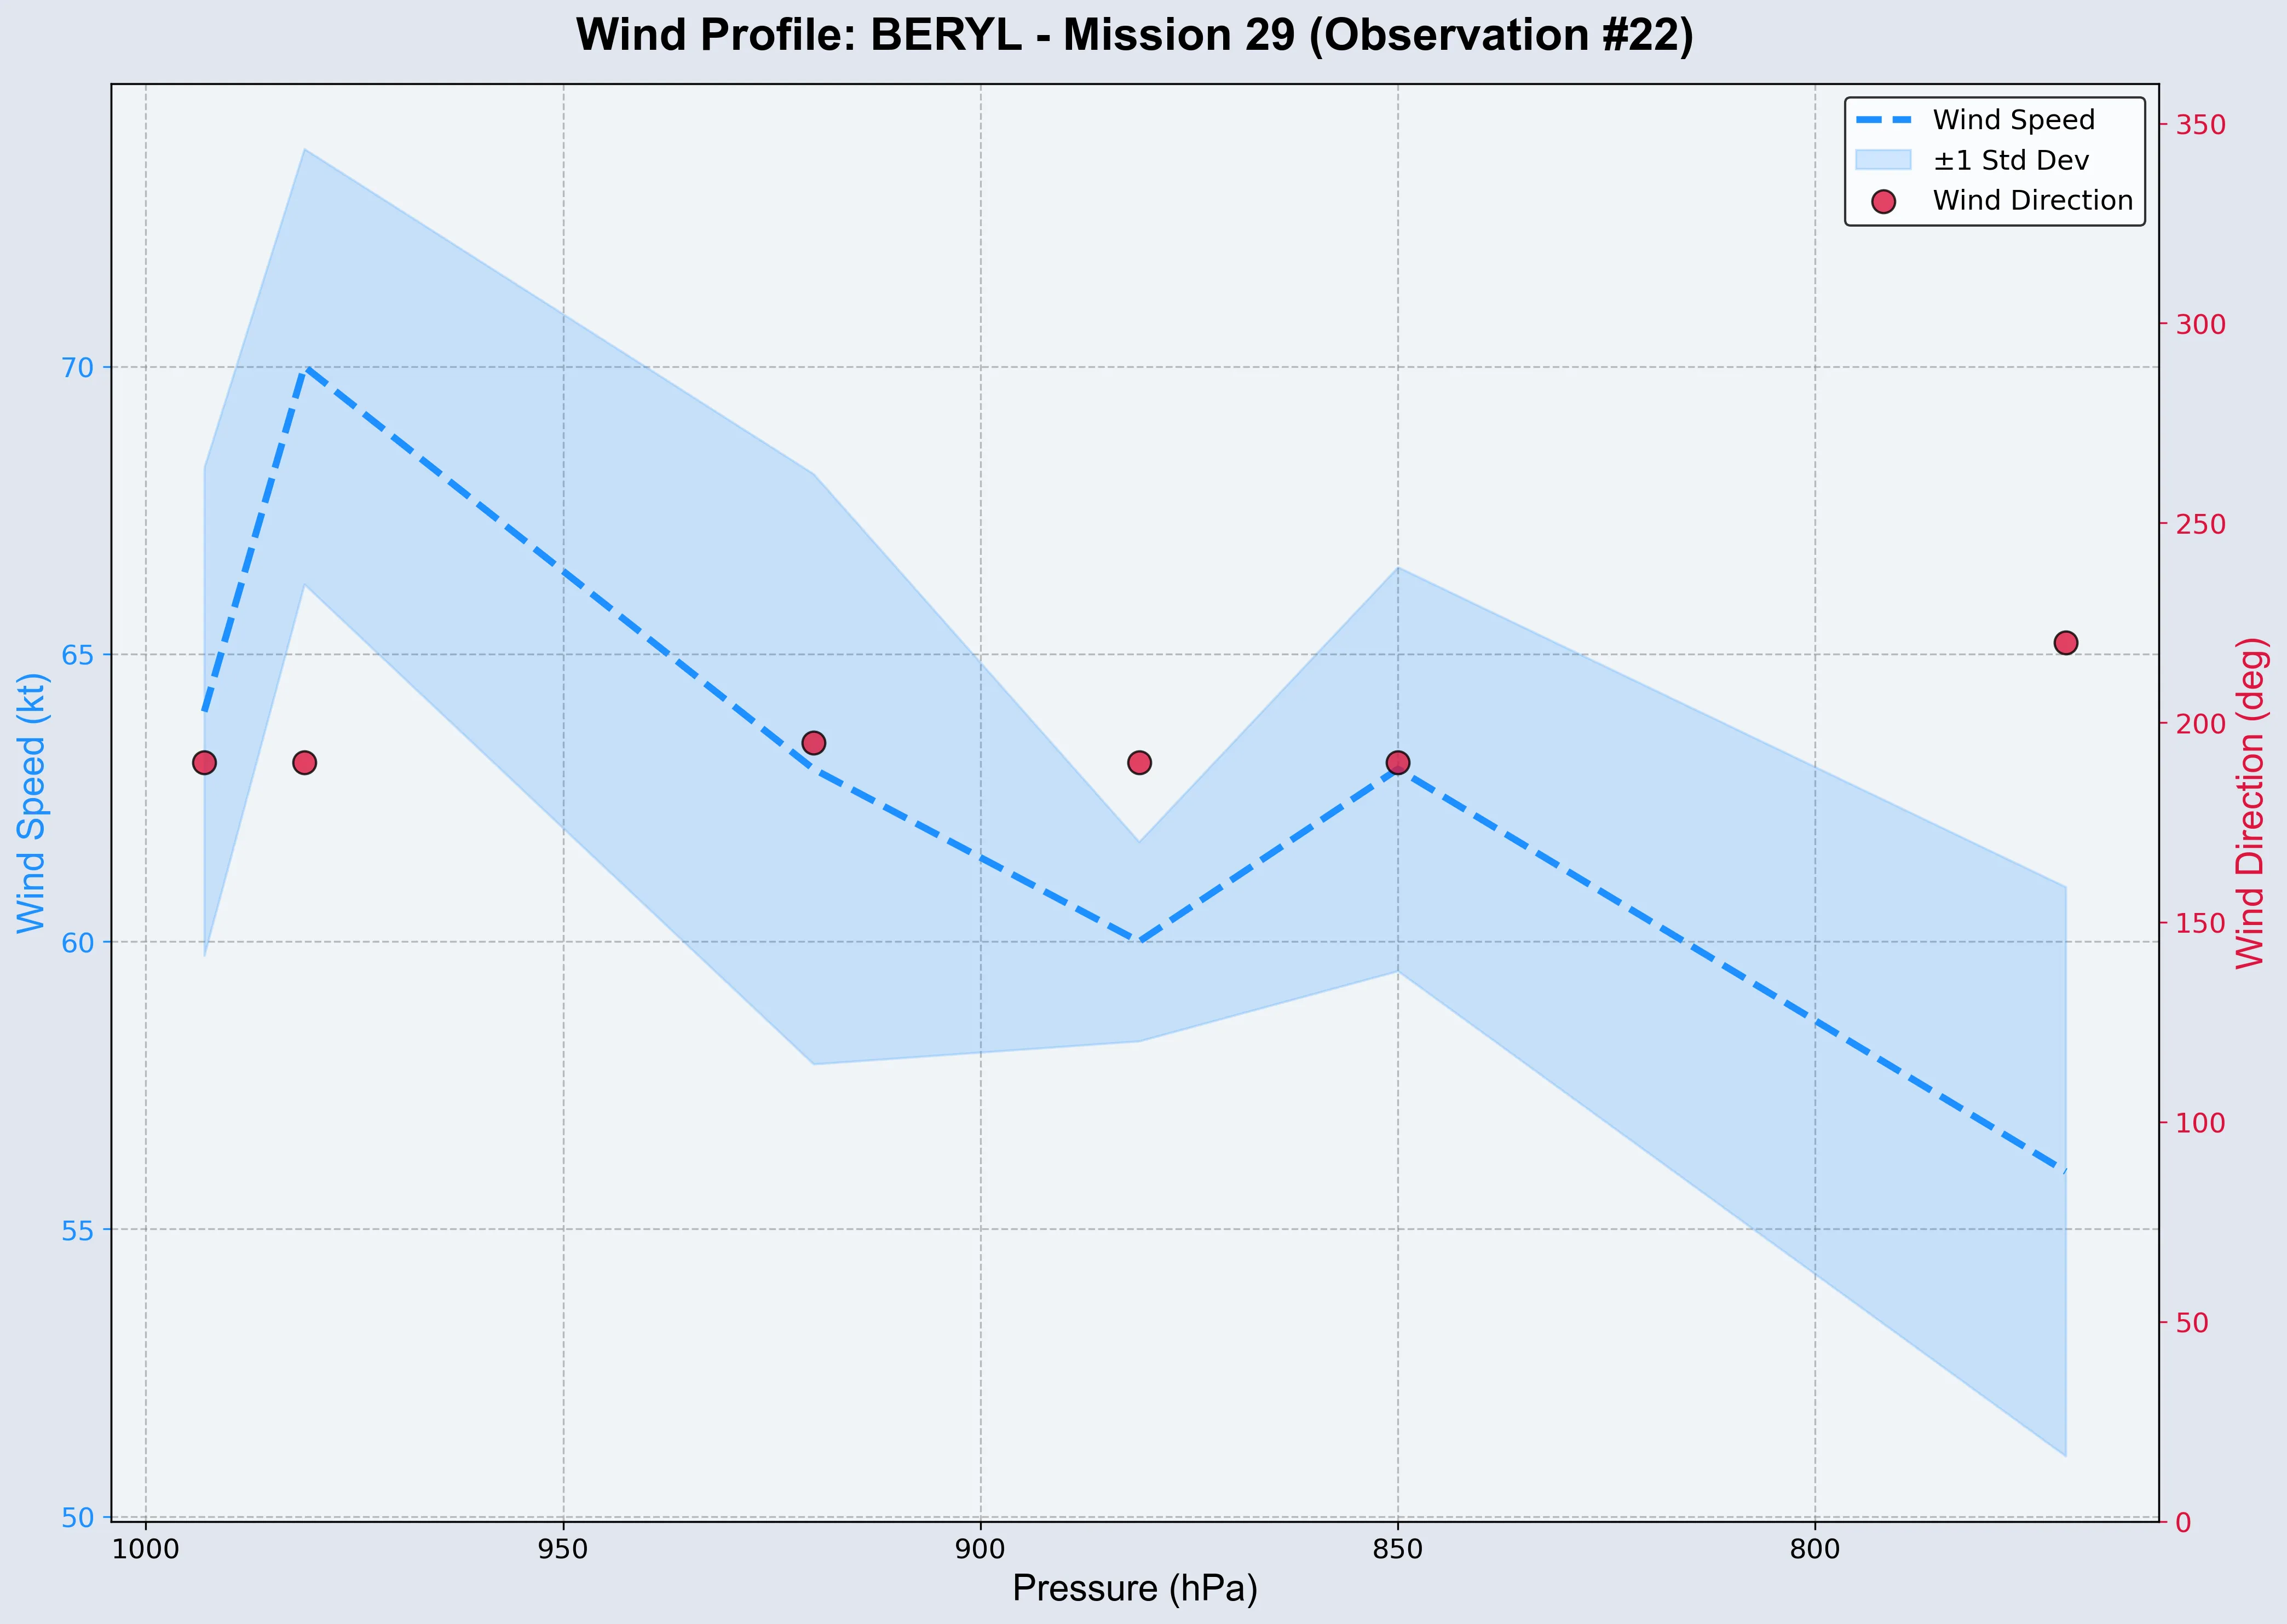 Wind Profile: BERYL - Mission 29 (Observation #22)
Wind Speed
±1 Std Dev
Wind Direction
Wind Speed (kt)
70
65
60
55
50
350
300
250
200
150
100
50
0
Wind Direction (deg)
1000 950 900 850 800
Pressure (hPa)